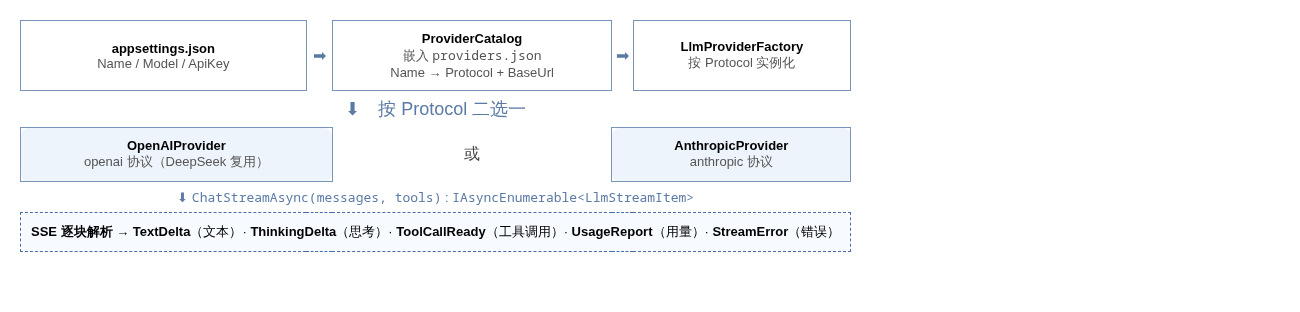 appsettings.json
Name / Model / ApiKey
➡
ProviderCatalog
嵌入 providers.json
Name → Protocol + BaseUrl
➡
LlmProviderFactory
按 Protocol 实例化
⬇ 按 Protocol 二选一
OpenAIProvider
openai 协议（DeepSeek 复用）
或
AnthropicProvider
anthropic 协议
⬇ ChatStreamAsync(messages, tools) : IAsyncEnumerable<LlmStreamItem>
SSE 逐块解析 → TextDelta（文本）· ThinkingDelta（思考）· ToolCallReady（工具调用）· UsageReport（用量）· StreamError（错误）